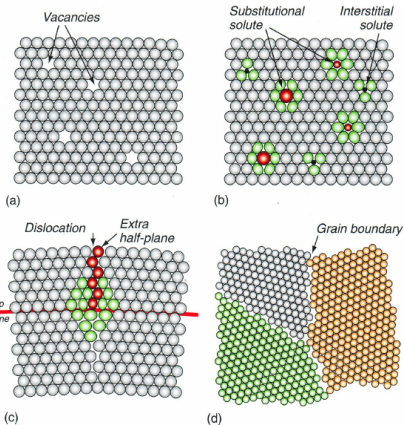 Vacancies
Substitutional
solute
Interstitial
solute
(a)
(b)
Dislocation
Extra
half-plane
Grain boundary
(c)
(d)